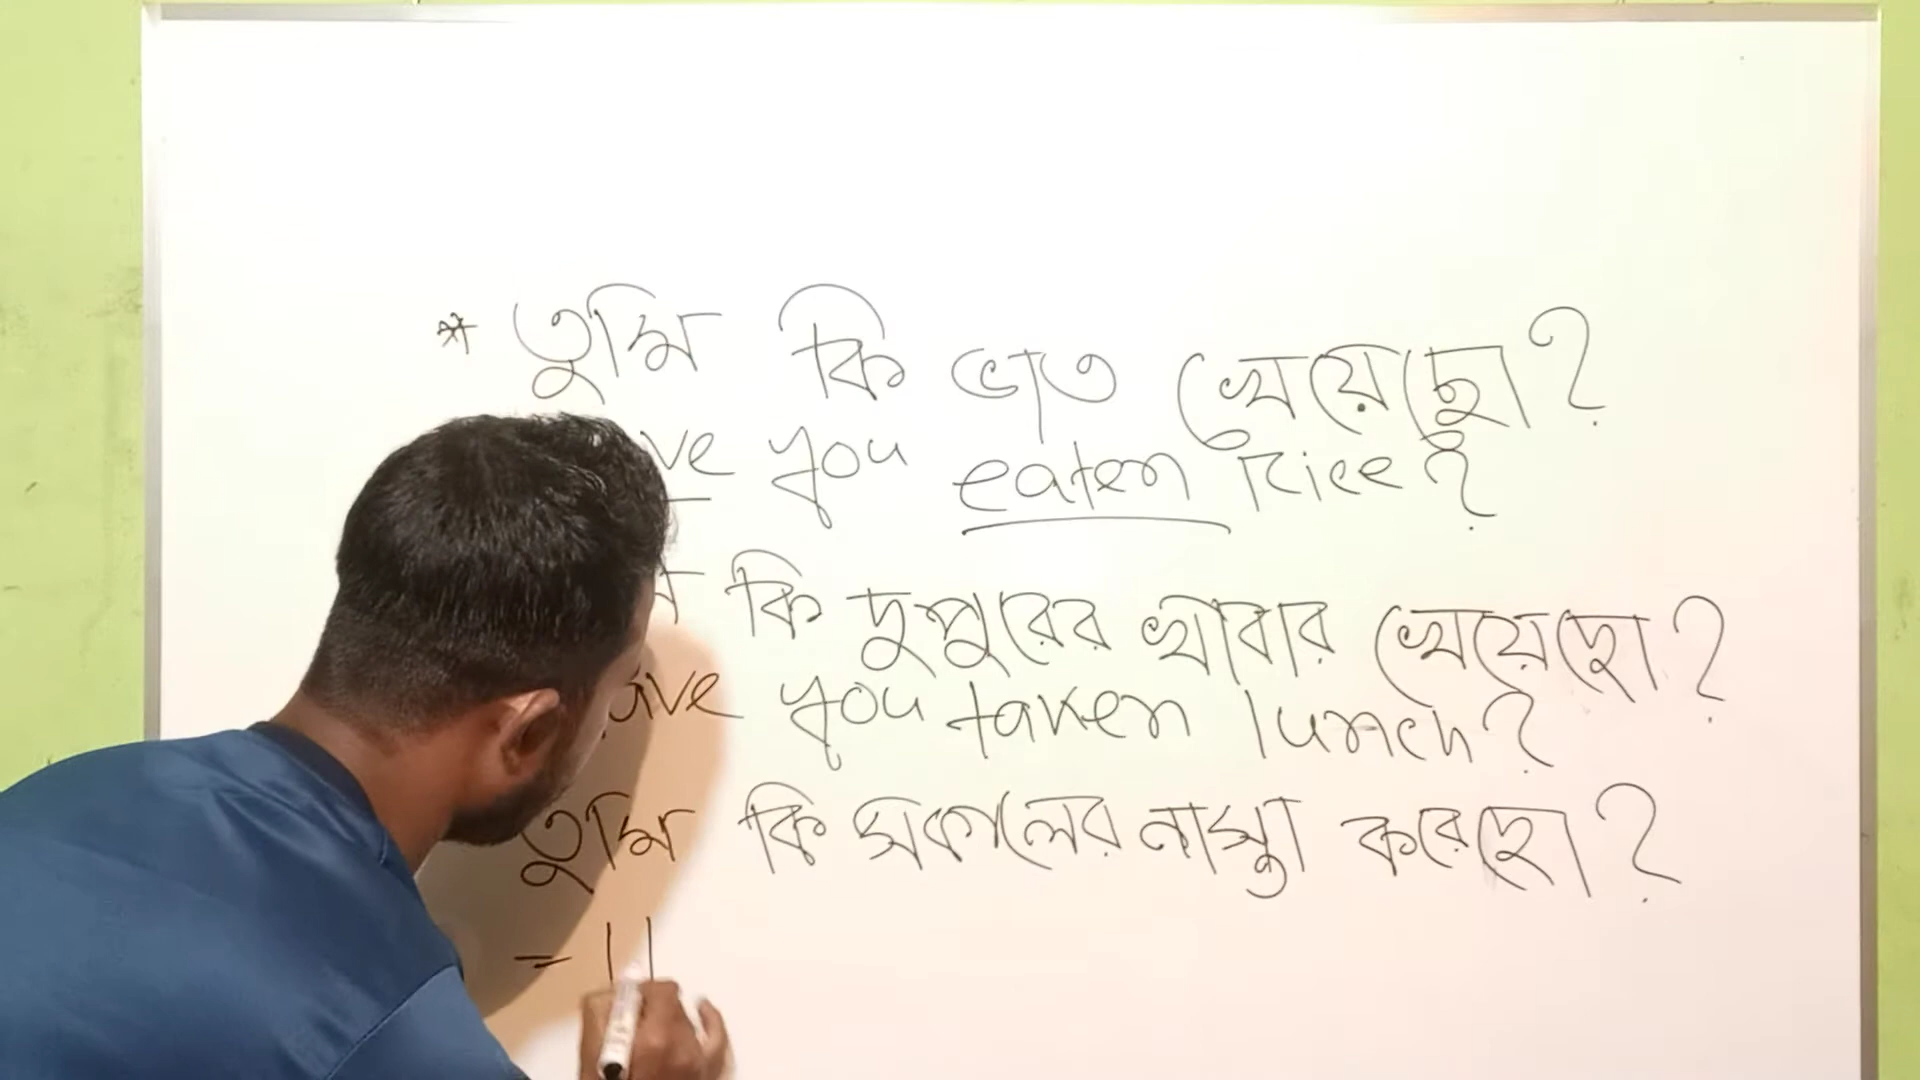 * তুমি কি ভাত খেয়েছো?
ve you eaten Rice?
কি দুপুরের খাবার খেয়েছো?
ave you taken lunch?
তুমি কি সকালের নাস্তা করেছো?
=